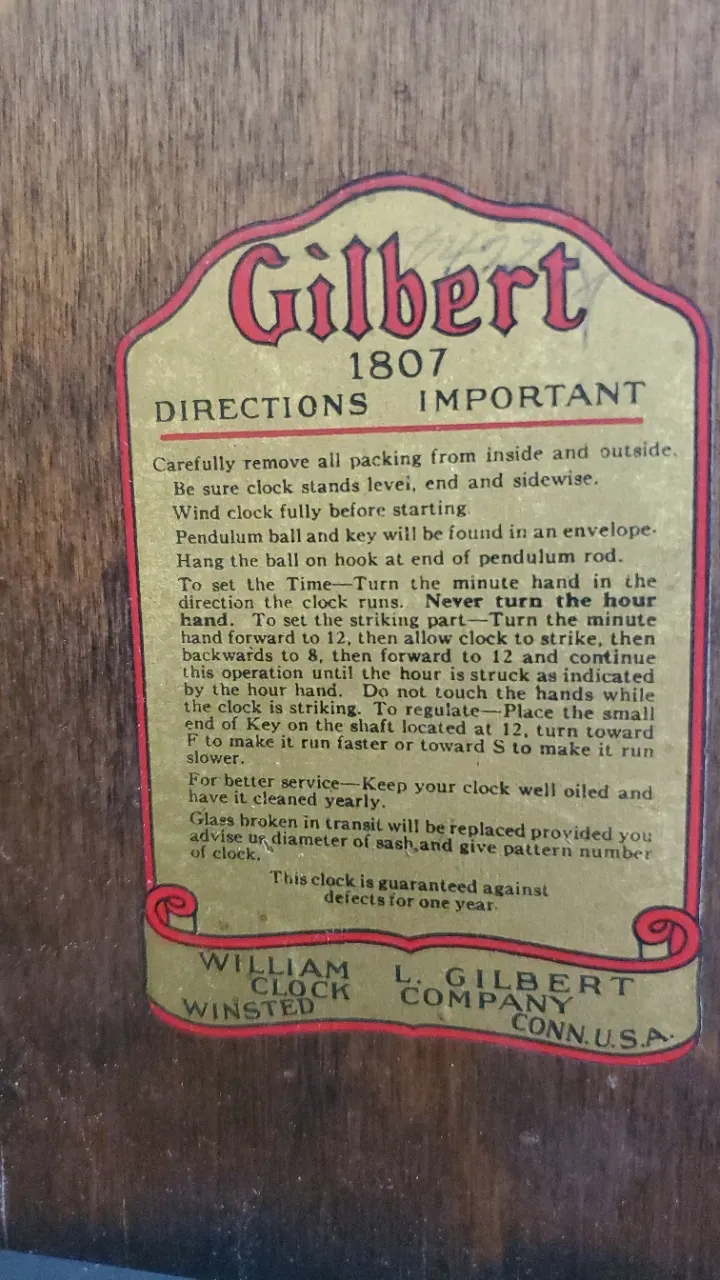 Gilbert
1807
DIRECTIONS IMPORTANT
Carefully remove all packing from inside and outside.
Be sure clock stands level, end and sidewise.
Wind clock fully before starting.
Pendulum ball and key will be found in an envelope.
Hang the ball on hook at end of pendulum rod.
To set the Time—Turn the minute hand in the
direction the clock runs. Never turn the hour
hand. To set the striking part—Turn the minute
hand forward to 12, then allow clock to strike, then
backwards to 8, then forward to 12 and continue
this operation until the hour is struck as indicated
by the hour hand. Do not touch the hands while
the clock is striking. To regulate—Place the small
end of Key on the shaft located at 12, turn toward
F to make it run faster or toward S to make it run
slower.
For better service—Keep your clock well oiled and
have it cleaned yearly.
Glass broken in transit will be replaced provided you
advise us diameter of sash, and give pattern number
of clock.
This clock is guaranteed against
defects for one year.
WILLIAM L. GILBERT
CLOCK COMPANY
WINSTED CONN. U.S.A.